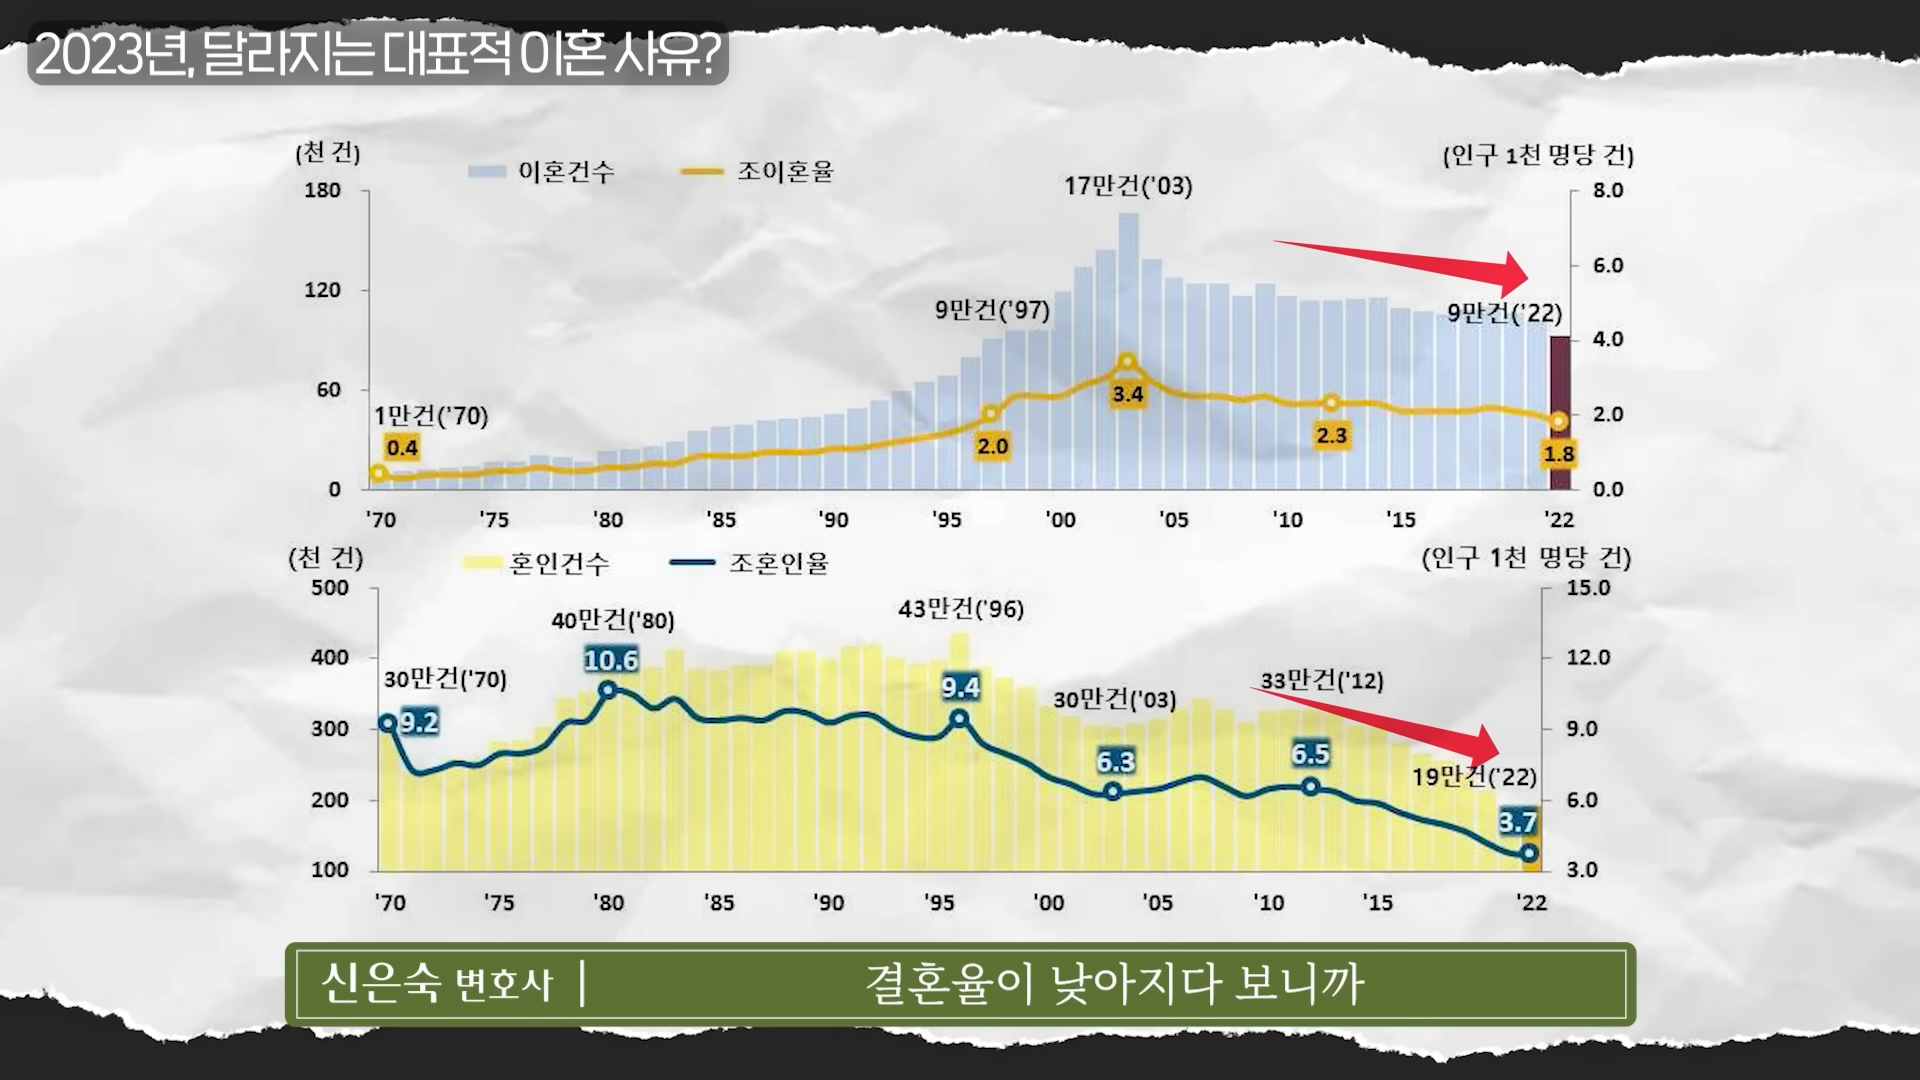 2023년, 달라지는 대표적 이혼 사유?
(천 건)
이혼건수
조이혼율
(인구 1천 명당 건)
180
120
60
0
8.0
6.0
4.0
2.0
0.0
17만건('03)
9만건('97)
9만건('22)
1만건('70)
0.4
2.0
3.4
2.3
1.8
'70 '75 '80 '85 '90 '95 '00 '05 '10 '15 '22
(천 건)
혼인건수
조혼인율
(인구 1천 명당 건)
500
400
300
200
100
15.0
12.0
9.0
6.0
3.0
30만건('70)
40만건('80)
43만건('96)
30만건('03)
33만건('12)
19만건('22)
9.2
10.6
9.4
6.3
6.5
3.7
'70 '75 '80 '85 '90 '95 '00 '05 '10 '15 '22
신은숙 변호사 | 결혼율이 낮아지다 보니까